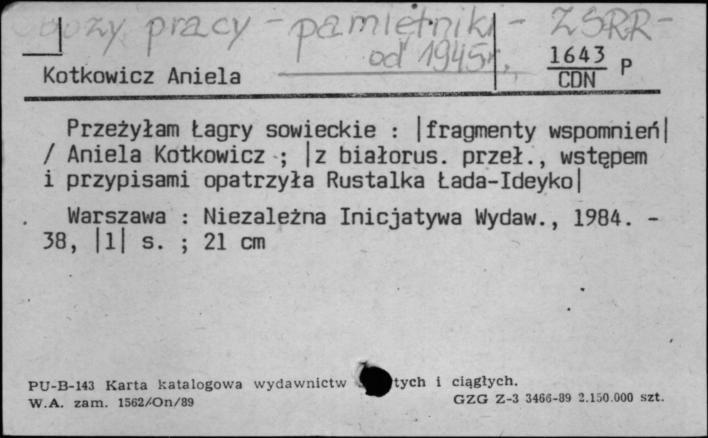 Obozy pracy - pamiętniki - ZSRR -
od 1945r.,
1643 P
CDN
Kotkowicz Aniela
Przeżyłam Łagry sowieckie : |fragmenty wspomnień|
/ Aniela Kotkowicz ; |z białorus. przeł., wstępem
i przypisami opatrzyła Rustalka Łada-Ideyko|
Warszawa : Niezależna Inicjatywa Wydaw., 1984. -
38, |1| s. ; 21 cm
PU-B-143 Karta katalogowa wydawnictw tych i ciągłych.
W.A. zam. 1562/On/89 GZG Z-3 3466-89 2.150.000 szt.